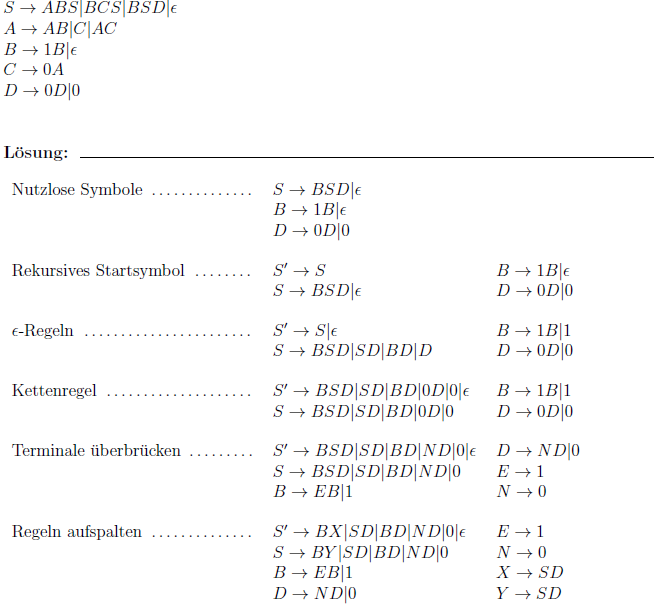 S → ABS|BCS|BSD|ϵ
A → AB|C|AC
B → 1B|ϵ
C → 0A
D → 0D|0
Lösung:
Nutzlose Symbole .............. S → BSD|ϵ
B → 1B|ϵ
D → 0D|0
Rekursives Startsymbol ........ S′ → S B → 1B|ϵ
S → BSD|ϵ D → 0D|0
ϵ-Regeln ....................... S′ → S|ϵ B → 1B|1
S → BSD|SD|BD|D D → 0D|0
Kettenregel .................... S′ → BSD|SD|BD|0D|0|ϵ B → 1B|1
S → BSD|SD|BD|0D|0 D → 0D|0
Terminale überbrücken ......... S′ → BSD|SD|BD|ND|0|ϵ D → ND|0
S → BSD|SD|BD|ND|0 E → 1
B → EB|1 N → 0
Regeln aufspalten .............. S′ → BX|SD|BD|ND|0|ϵ E → 1
S → BY|SD|BD|ND|0 N → 0
B → EB|1 X → SD
D → ND|0 Y → SD